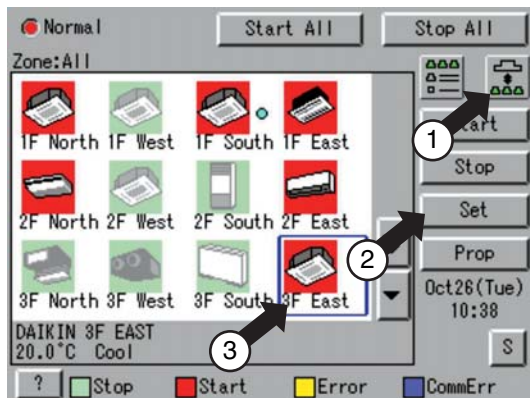 Normal
Start All
Stop All
Zone:All
1F North 1F West 1F South 1F East
1
Stop
2F North 2F West 2F South 2F East
Set
2
Prop
3F North 3F West 3F South 3F East
Oct26(Tue)
10:38
DAIKIN 3F EAST
20.0°C Cool
3
S
? Stop Start Error CommErr